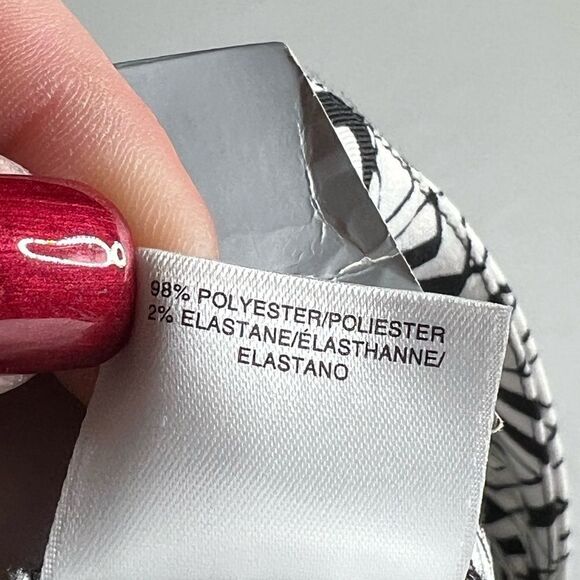 98% POLYESTER/POLIESTER
2% ELASTANE/ÉLASTHANNE/
ELASTANO